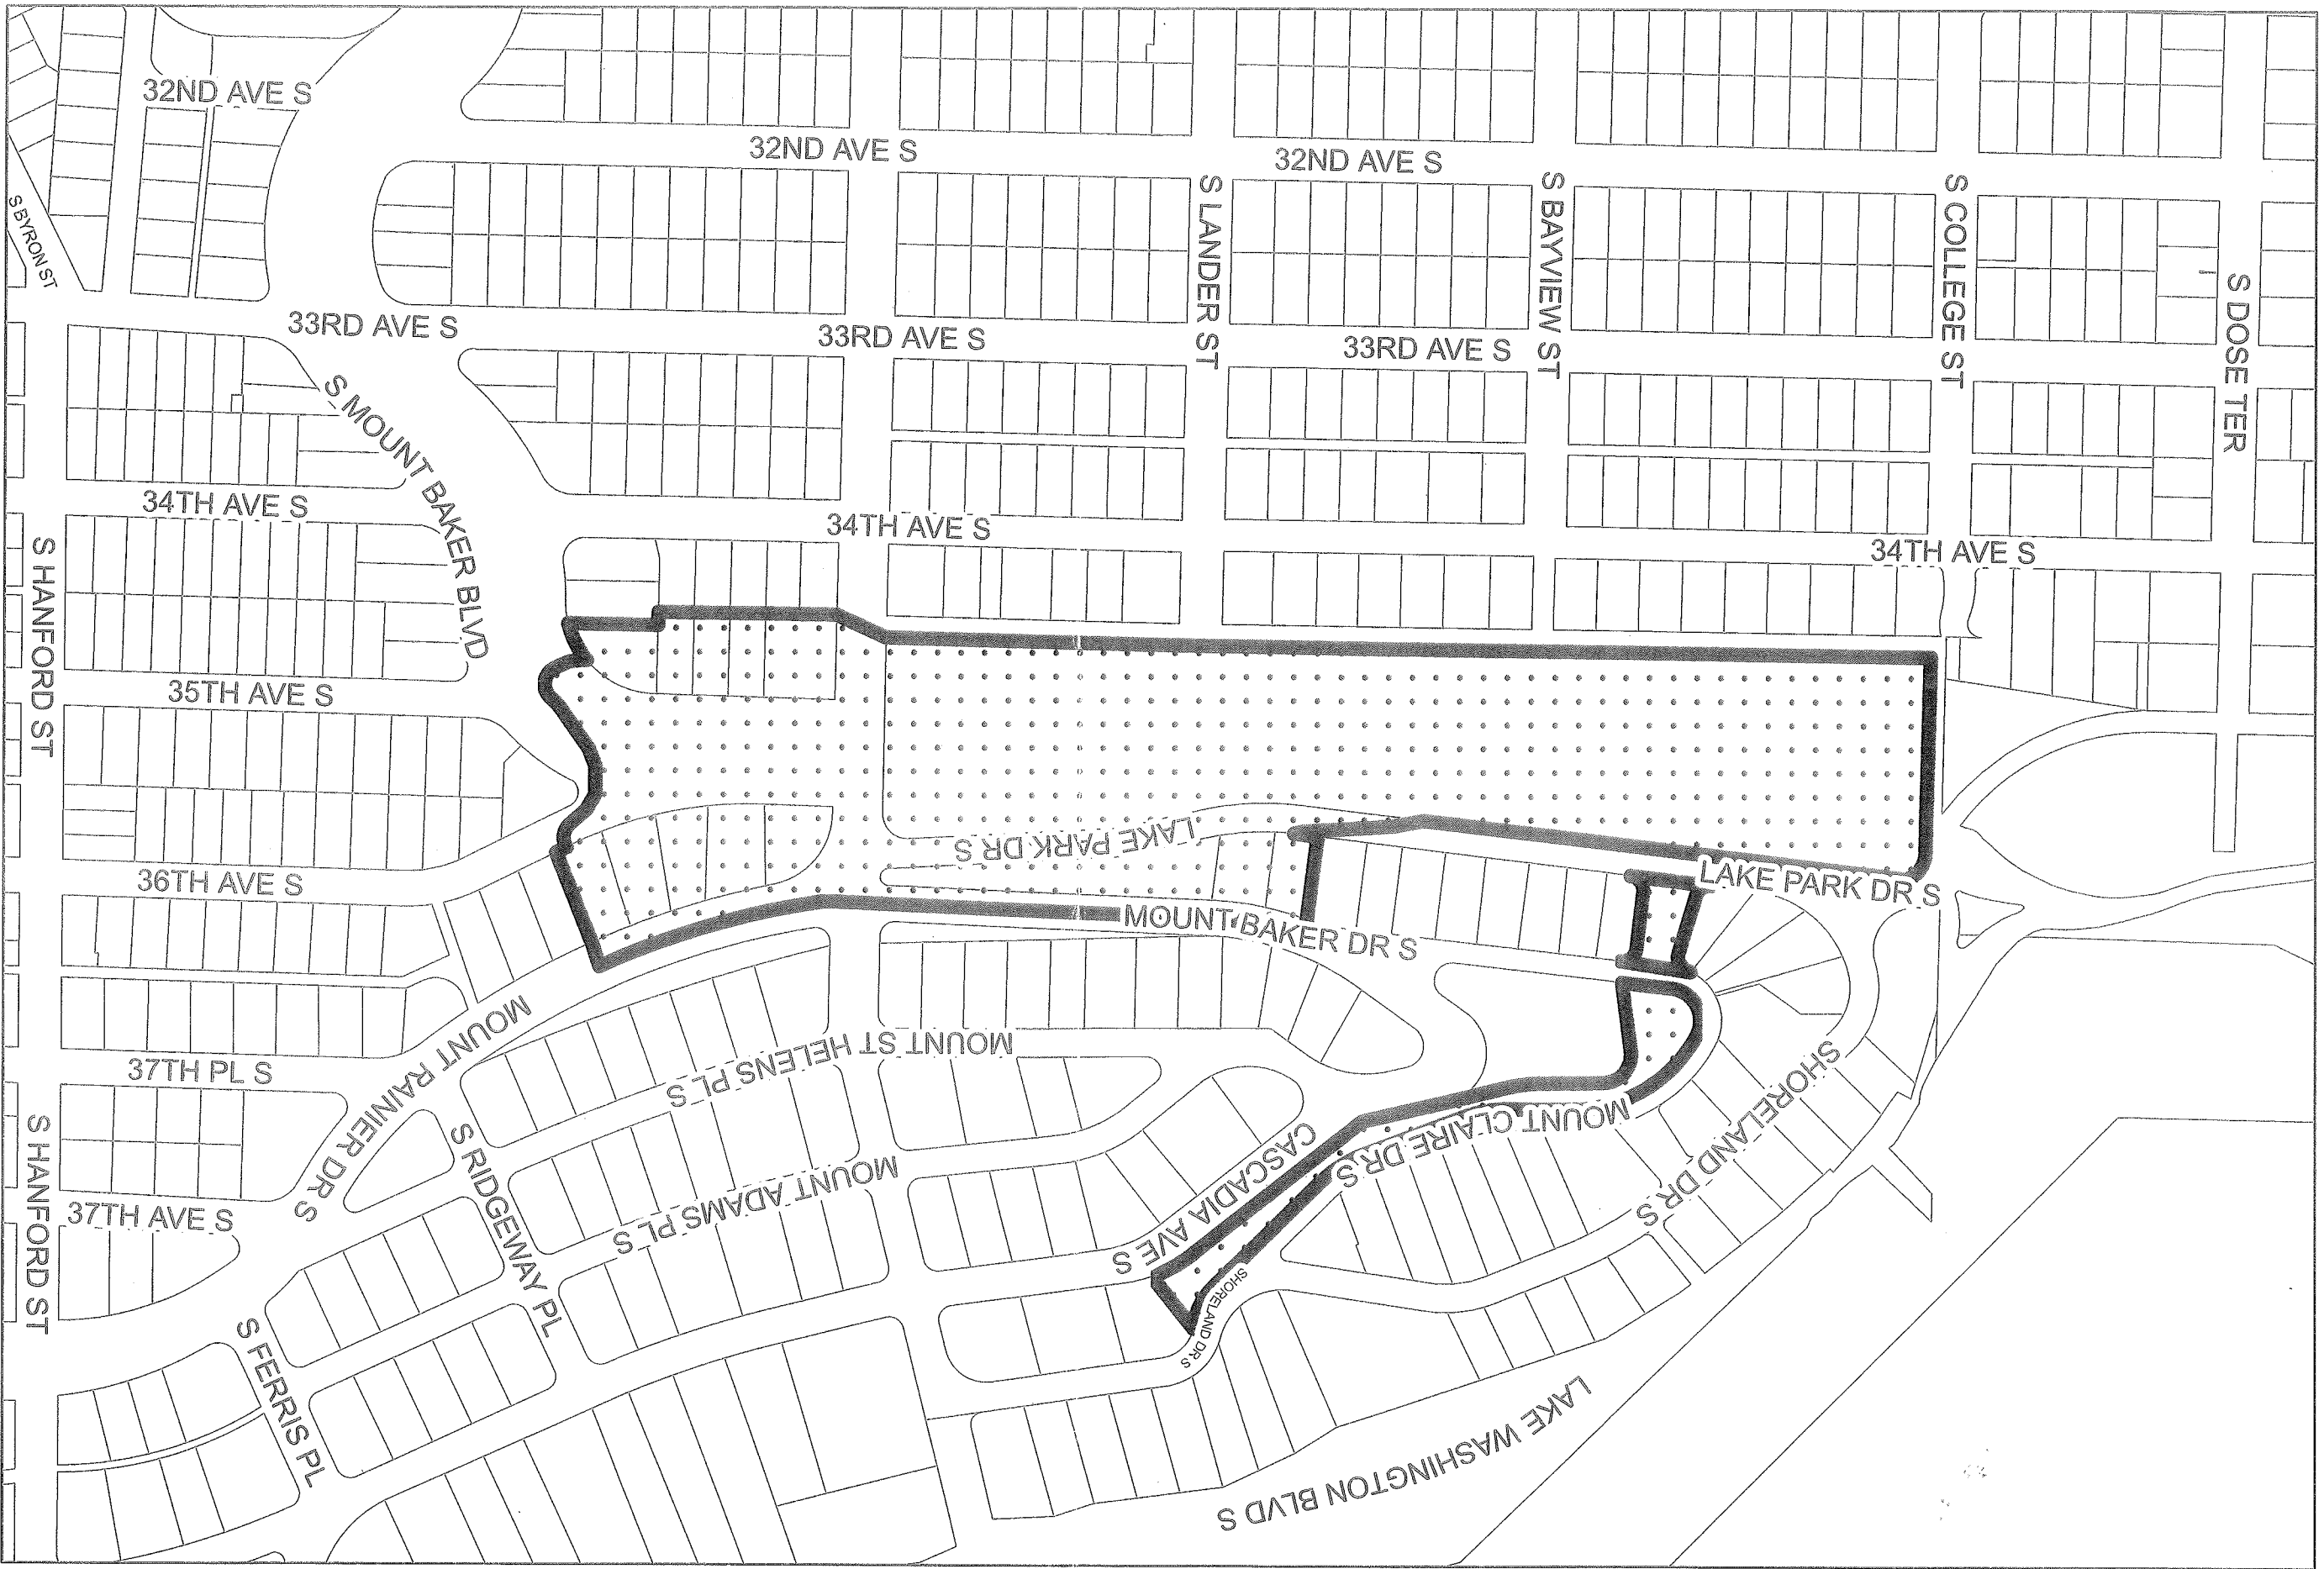 32ND AVE S
32ND AVE S
32ND AVE S
S BYRON ST
S LANDER ST
S BAYVIEW ST
S COLLEGE ST
S DOSE TER
33RD AVE S
33RD AVE S
33RD AVE S
S MOUNT BAKER BLVD
34TH AVE S
34TH AVE S
34TH AVE S
S HANFORD ST
35TH AVE S
LAKE PARK DR S
LAKE PARK DR S
36TH AVE S
MOUNT BAKER DR S
MOUNT RAINIER DR S
MOUNT ST HELENS PL S
37TH PL S
S RIDGEWAY PL
MOUNT ADAMS PL S
CASCADIA AVE S
MOUNT CLAIRE DR S
SHORELAND DR S
S HANFORD ST
37TH AVE S
SHORELAND DR S
S FERRIS PL
LAKE WASHINGTON BLVD S